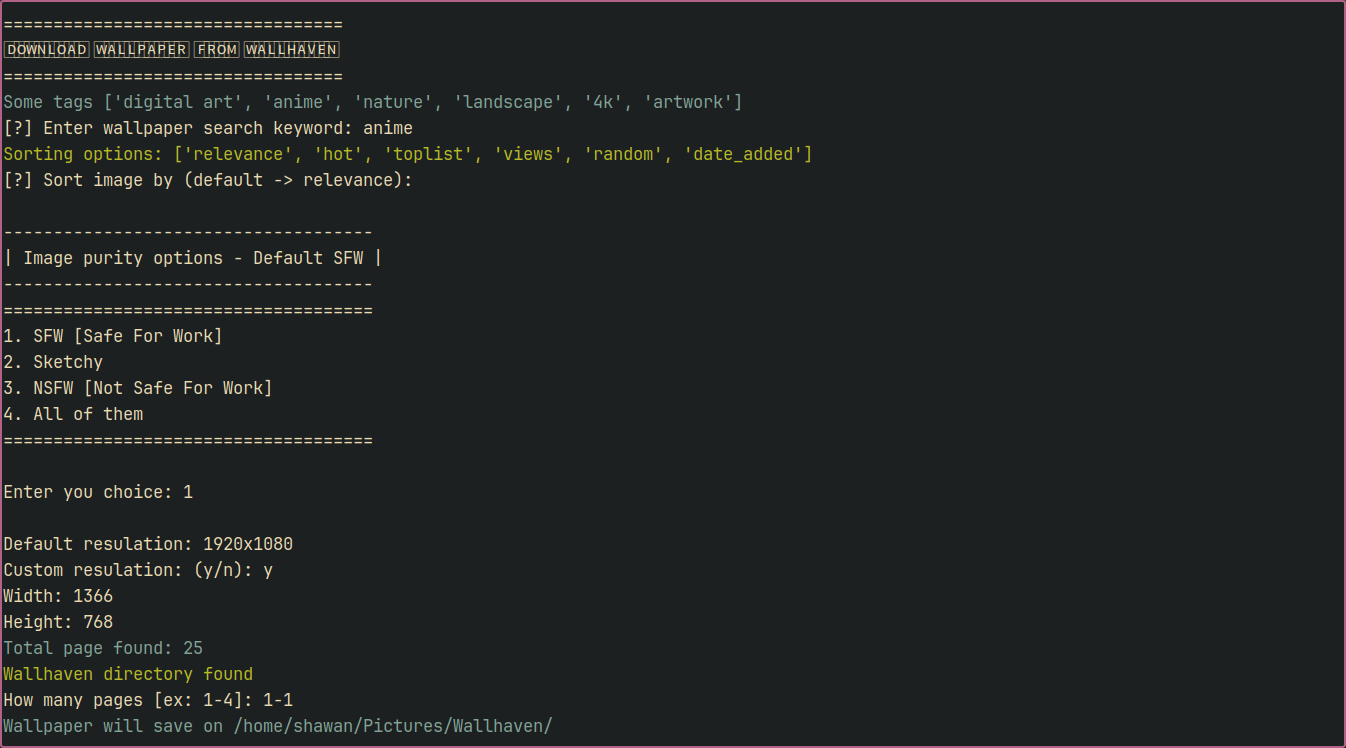 ==================================
DOWNLOAD WALLPAPER FROM WALLHAVEN
==================================
Some tags ['digital art', 'anime', 'nature', 'landscape', '4k', 'artwork']
[?] Enter wallpaper search keyword: anime
Sorting options: ['relevance', 'hot', 'toplist', 'views', 'random', 'date_added']
[?] Sort image by (default -> relevance):
-------------------------------------
| Image purity options - Default SFW |
-------------------------------------
=====================================
1. SFW [Safe For Work]
2. Sketchy
3. NSFW [Not Safe For Work]
4. All of them
=====================================
Enter you choice: 1
Default resulation: 1920x1080
Custom resulation: (y/n): y
Width: 1366
Height: 768
Total page found: 25
Wallhaven directory found
How many pages [ex: 1-4]: 1-1
Wallpaper will save on /home/shawan/Pictures/Wallhaven/